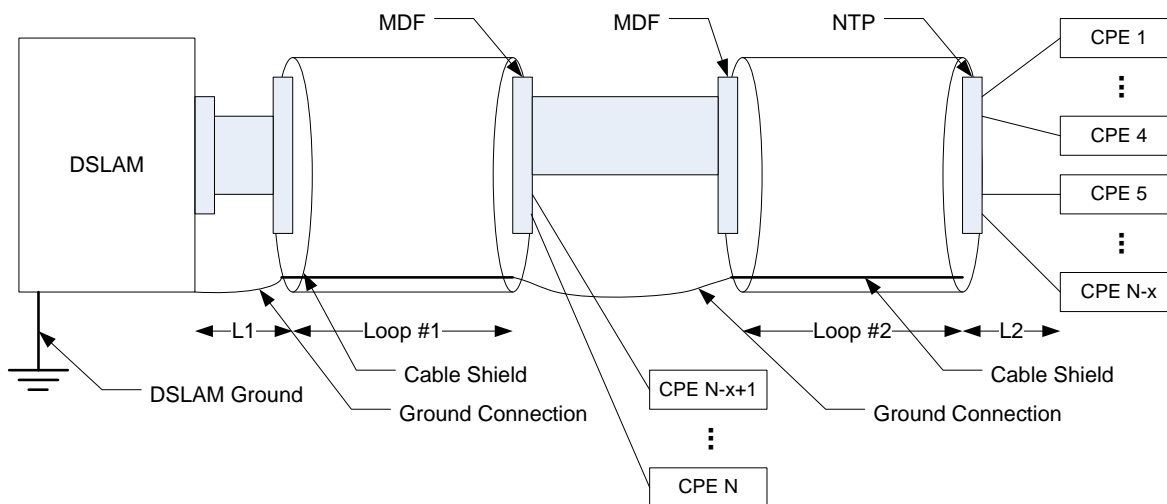 MDF
MDF
NTP
CPE 1
⋮
CPE 4
DSLAM
CPE 5
⋮
CPE N-x
L1
Loop #1
Loop #2
L2
Cable Shield
Cable Shield
DSLAM Ground
CPE N-x+1
Ground Connection
Ground Connection
⋮
CPE N